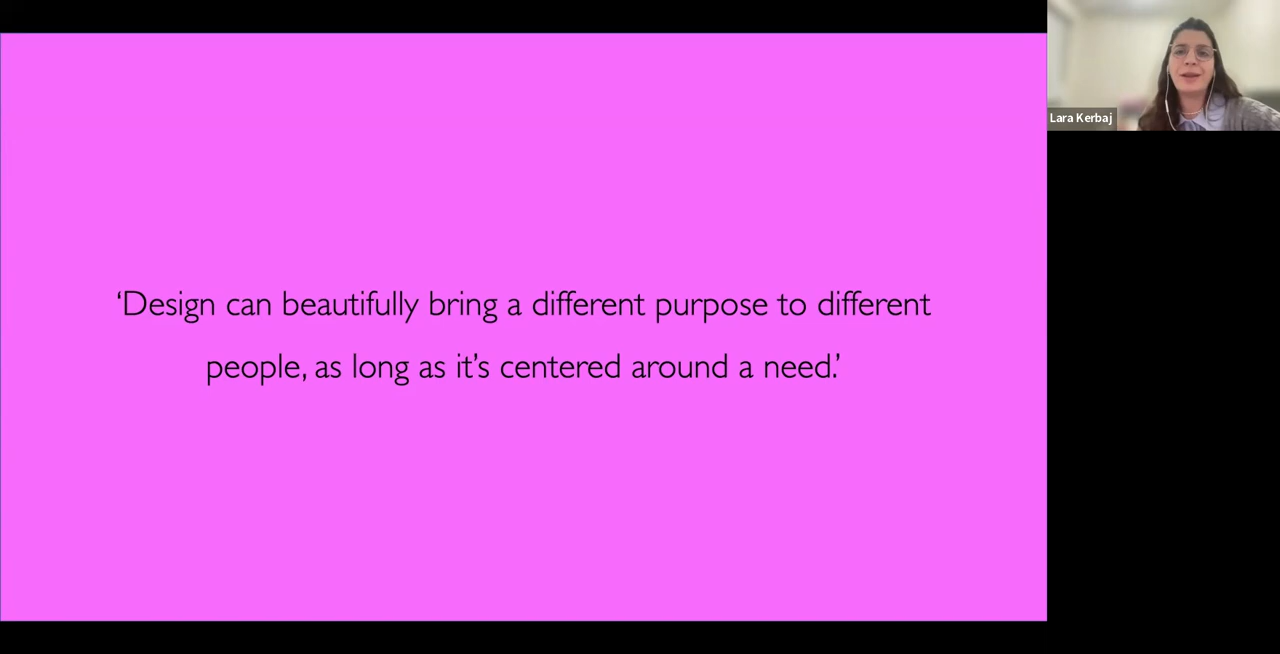 ‘Design can beautifully bring a different purpose to different
people, as long as it’s centered around a need.’
Lara Kerbaj